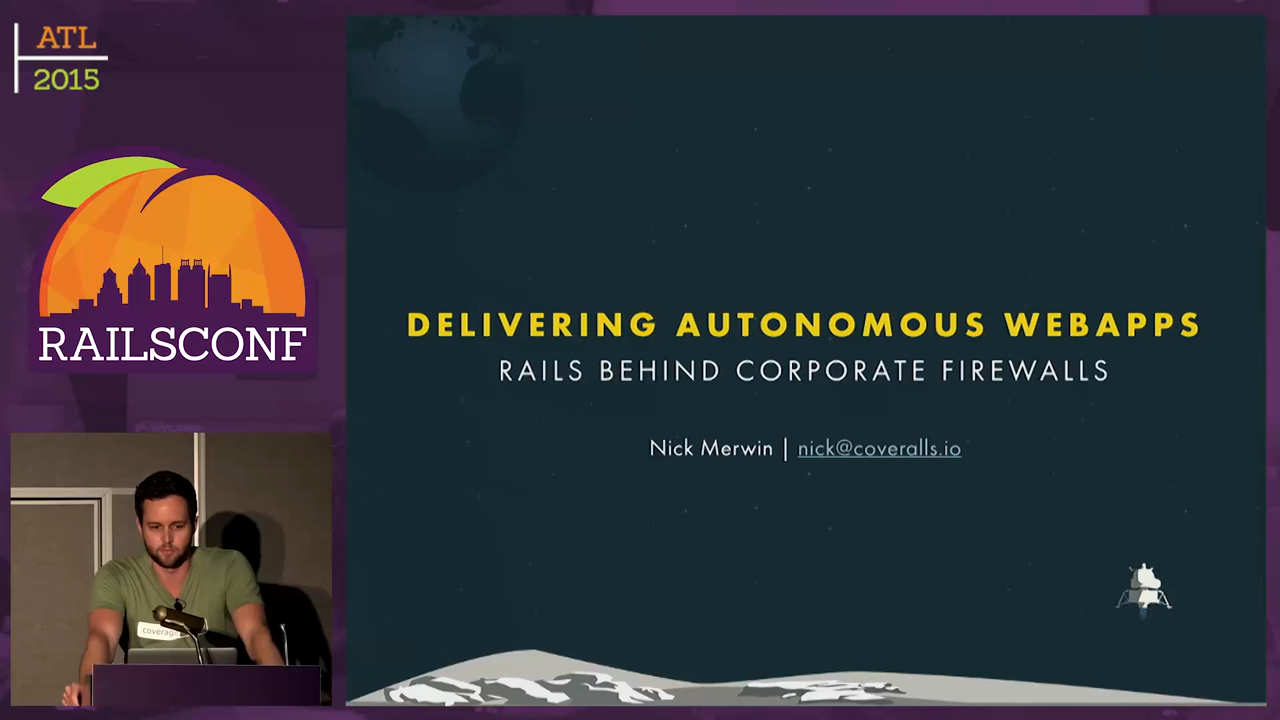 ATL
2015
RAILSCONF
DELIVERING AUTONOMOUS WEBAPPS
RAILS BEHIND CORPORATE FIREWALLS
Nick Merwin | nick@coveralls.io